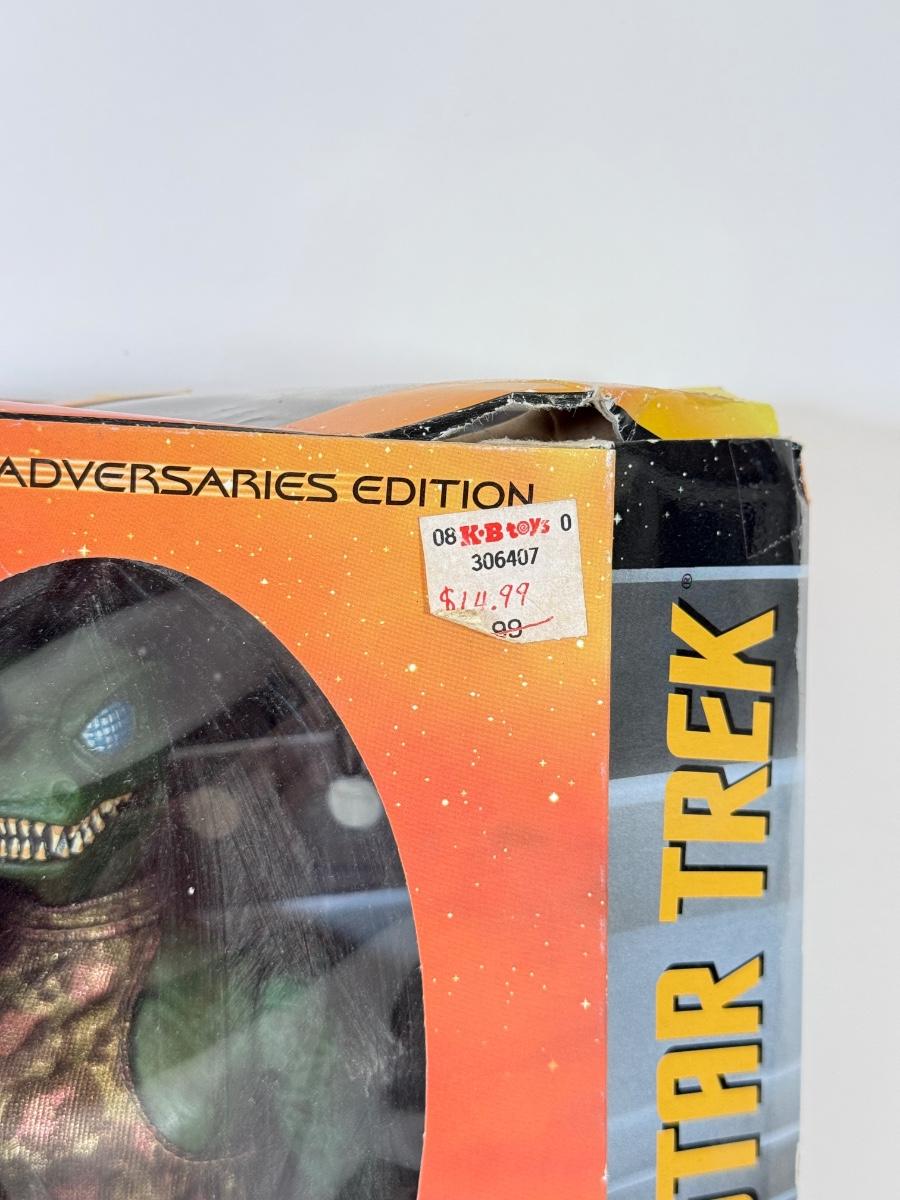 ADVERSARIES EDITION
08 K·B toys 0
306407
$14.99
99
STAR TREK®